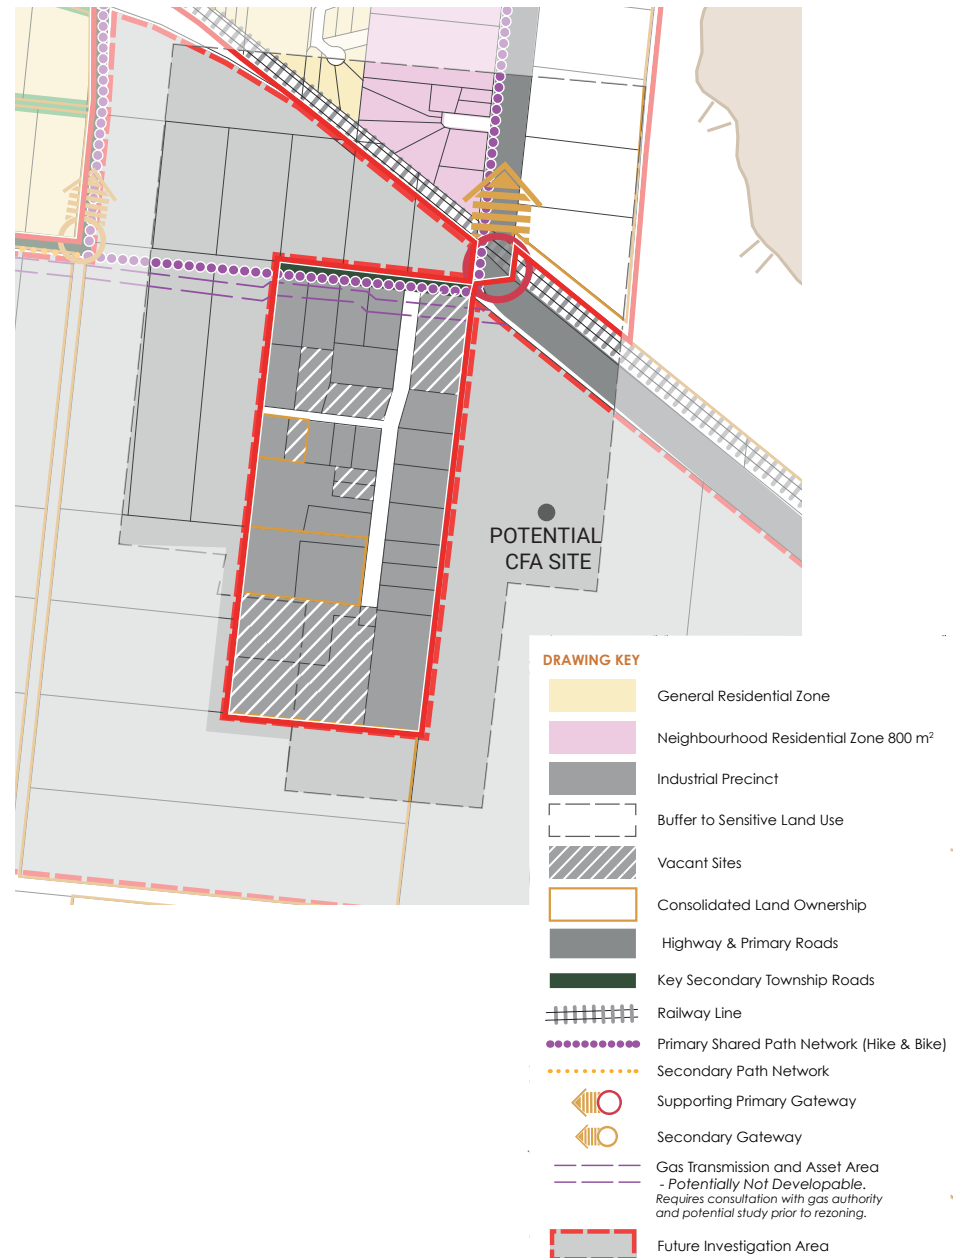 POTENTIAL
CFA SITE
DRAWING KEY
General Residential Zone
Neighbourhood Residential Zone 800 m²
Industrial Precinct
Buffer to Sensitive Land Use
Vacant Sites
Consolidated Land Ownership
Highway & Primary Roads
Key Secondary Township Roads
Railway Line
Primary Shared Path Network (Hike & Bike)
Secondary Path Network
Supporting Primary Gateway
Secondary Gateway
Gas Transmission and Asset Area
- Potentially Not Developable.
Requires consultation with gas authority
and potential study prior to rezoning.
Future Investigation Area